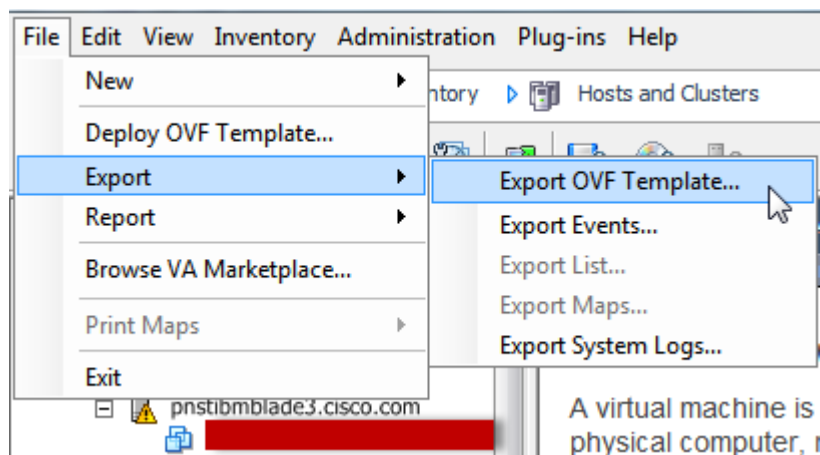 File Edit View Inventory Administration Plug-ins Help
New
Hosts and Clusters
Deploy OVF Template...
Export
Export OVF Template...
Report
Export Events...
Browse VA Marketplace...
Export List...
Print Maps
Export Maps...
Export System Logs...
Exit
pnstibmblade3.cisco.com
A virtual machine is
physical computer,